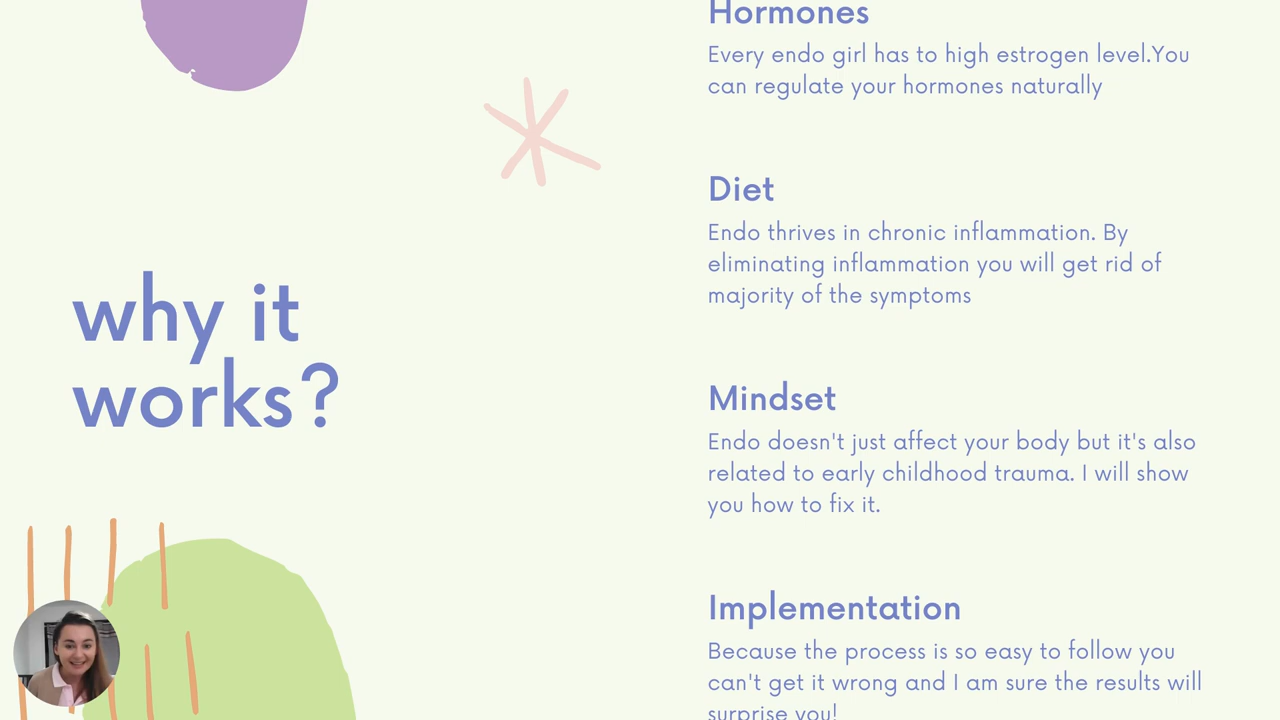 why it
works?
Hormones
Every endo girl has to high estrogen level.You
can regulate your hormones naturally
Diet
Endo thrives in chronic inflammation. By
eliminating inflammation you will get rid of
majority of the symptoms
Mindset
Endo doesn't just affect your body but it's also
related to early childhood trauma. I will show
you how to fix it.
Implementation
Because the process is so easy to follow you
can't get it wrong and I am sure the results will
surprise you!